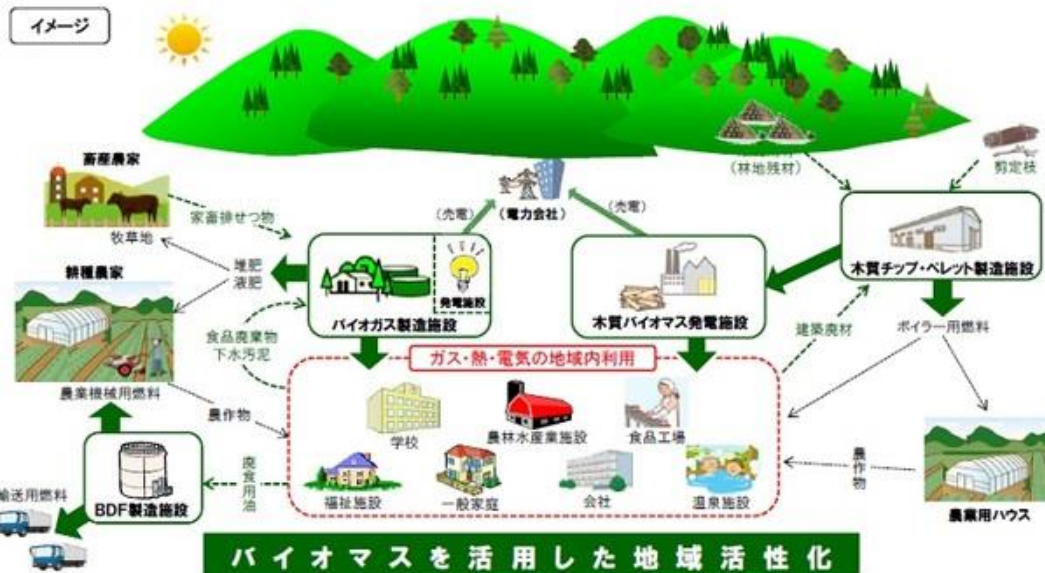 イメージ
(林地残材)
剪定枝
畜産農家
家畜排せつ物
牧草地
(売電)
(電力会社)
(売電)
木質チップ・ペレット製造施設
堆肥
液肥
耕種農家
発電施設
バイオガス製造施設
木質バイオマス発電施設
建築廃材
ボイラー用燃料
食品廃棄物
下水汚泥
ガス・熱・電気の地域内利用
農業機械用燃料
農作物
学校
農林水産業施設
食品工場
農作物
廃食用油
福祉施設
一般家庭
会社
温泉施設
農業用ハウス
輸送用燃料
BDF製造施設
バイオマスを活用した地域活性化